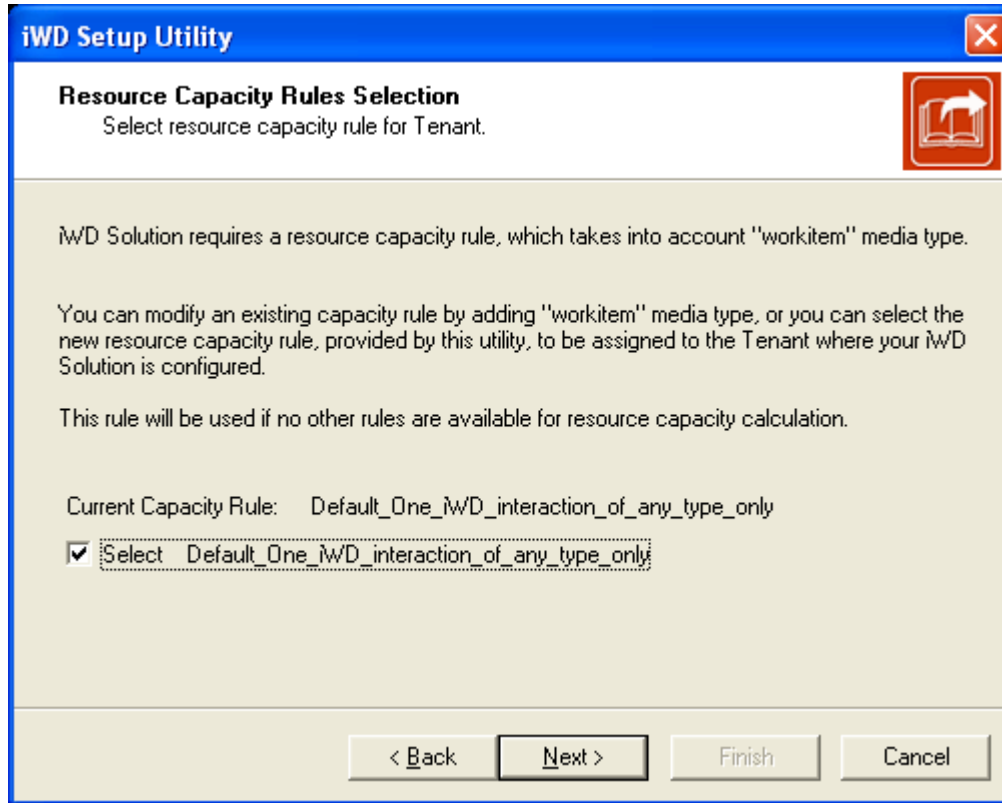 iWD Setup Utility
Resource Capacity Rules Selection
Select resource capacity rule for Tenant.
iWD Solution requires a resource capacity rule, which takes into account "workitem" media type.
You can modify an existing capacity rule by adding "workitem" media type, or you can select the
new resource capacity rule, provided by this utility, to be assigned to the Tenant where your iWD
Solution is configured.
This rule will be used if no other rules are available for resource capacity calculation.
Current Capacity Rule: Default_One_iWD_interaction_of_any_type_only
Select Default_One_iWD_interaction_of_any_type_only
< Back Next > Finish Cancel